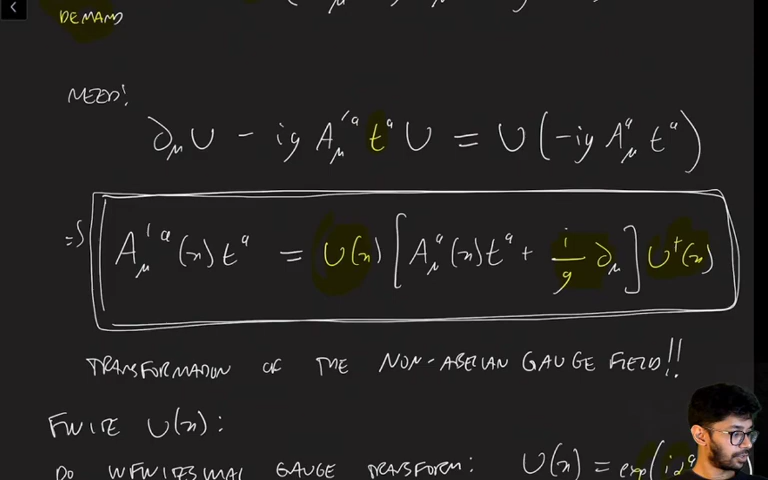 DEMAND
NEED!
∂_μ U − ig A_μ'^a t^a U = U(−ig A_μ^a t^a)
⇒ A_μ'^a(x) t^a = U(x) [A_μ^a(x) t^a + i/g ∂_μ] U†(x)
TRANSFORMATION OF THE NON-ABELIAN GAUGE FIELD!!
FINITE U(x):
DO INFINITESIMAL GAUGE TRANSFORM: U(x) = exp(iα^a